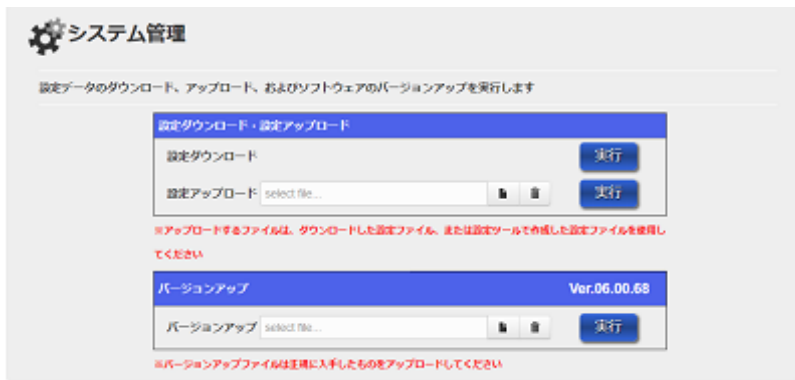 システム管理
設定データのダウンロード、アップロード、およびソフトウェアのバージョンアップを実行します
設定ダウンロード・設定アップロード
設定ダウンロード 実行
設定アップロード select file... 実行
※アップロードするファイルは、ダウンロードした設定ファイル、または設定ツールで作成した設定ファイルを使用し
てください
バージョンアップ Ver.06.00.68
バージョンアップ select file... 実行
※バージョンアップファイルは正規に入手したものをアップロードしてください